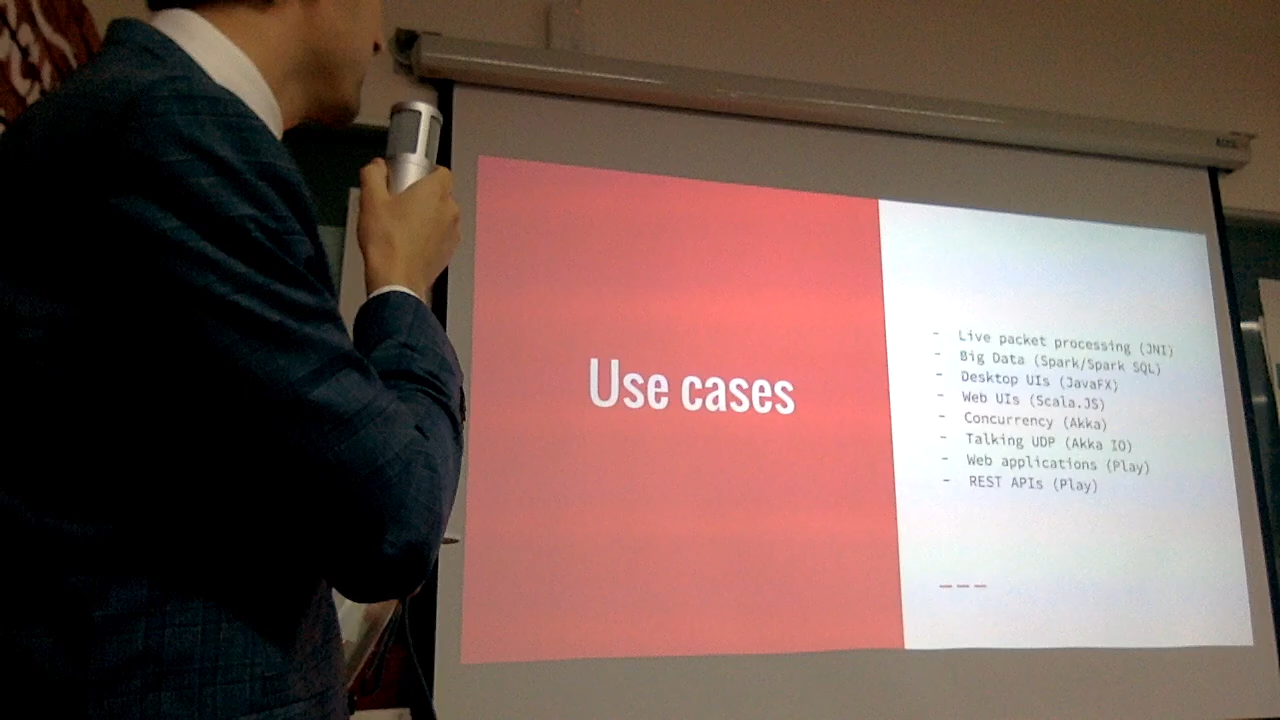 Use cases
- Live packet processing (JNI)
- Big Data (Spark/Spark SQL)
- Desktop UIs (JavaFX)
- Web UIs (Scala.JS)
- Concurrency (Akka)
- Talking UDP (Akka IO)
- Web applications (Play)
- REST APIs (Play)